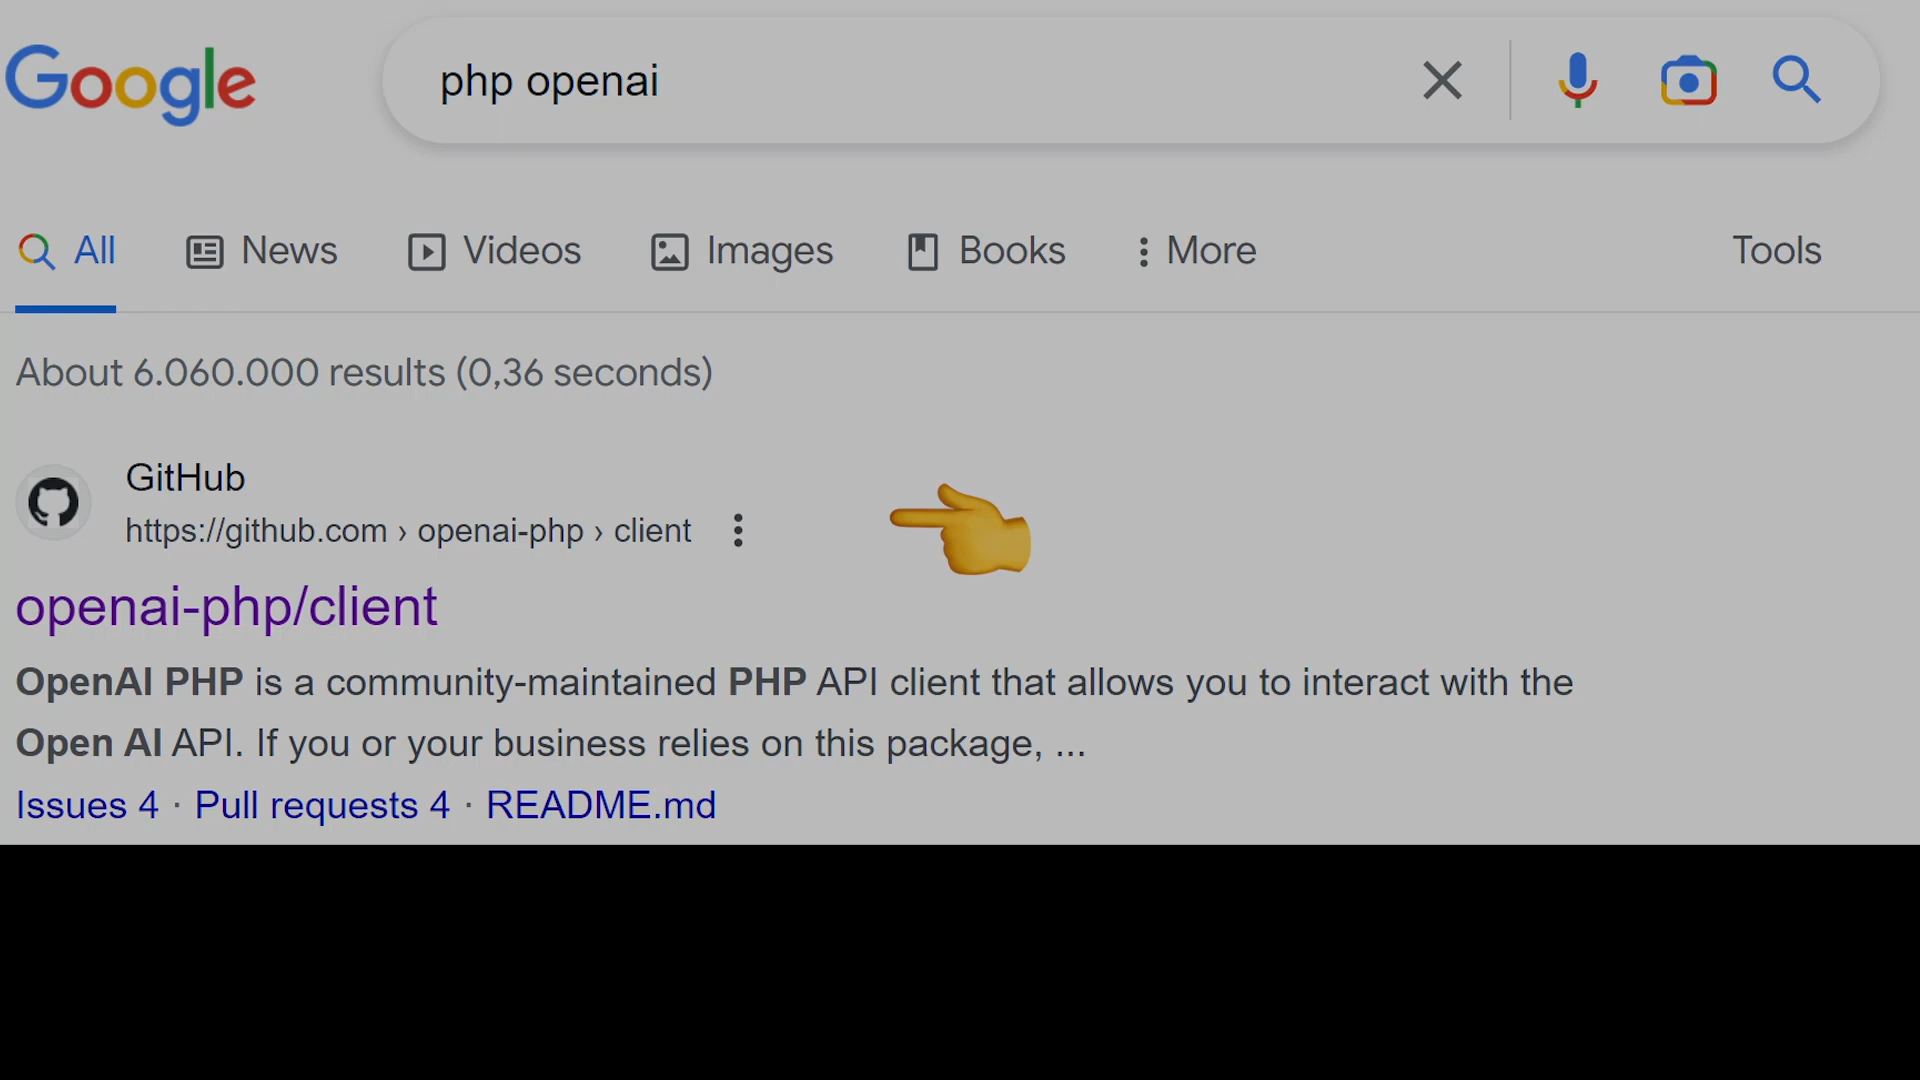 Google
php openai
All News Videos Images Books More Tools
About 6.060.000 results (0,36 seconds)
GitHub
https://github.com › openai-php › client
openai-php/client
OpenAI PHP is a community-maintained PHP API client that allows you to interact with the
Open AI API. If you or your business relies on this package, ...
Issues 4 · Pull requests 4 · README.md